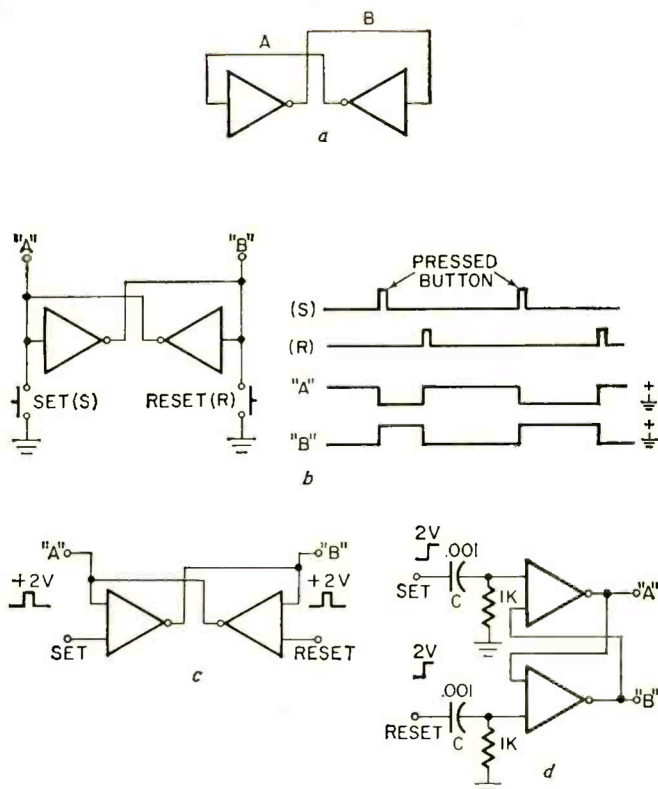 A
B
a
"A"
"B"
SET(S)
RESET(R)
PRESSED
BUTTON
(S)
(R)
"A"
+
"B"
+
b
"A"
"B"
+2V
+2V
SET
RESET
c
2V
.001
SET
C
1K
"A"
2V
.001
"B"
RESET
C
1K
d